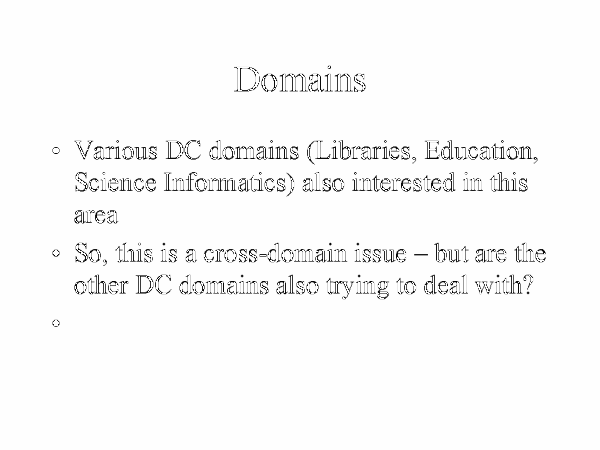 Domains
◦ Various DC domains (Libraries, Education,
Science Informatics) also interested in this
area
◦ So, this is a cross-domain issue – but are the
other DC domains also trying to deal with?
◦